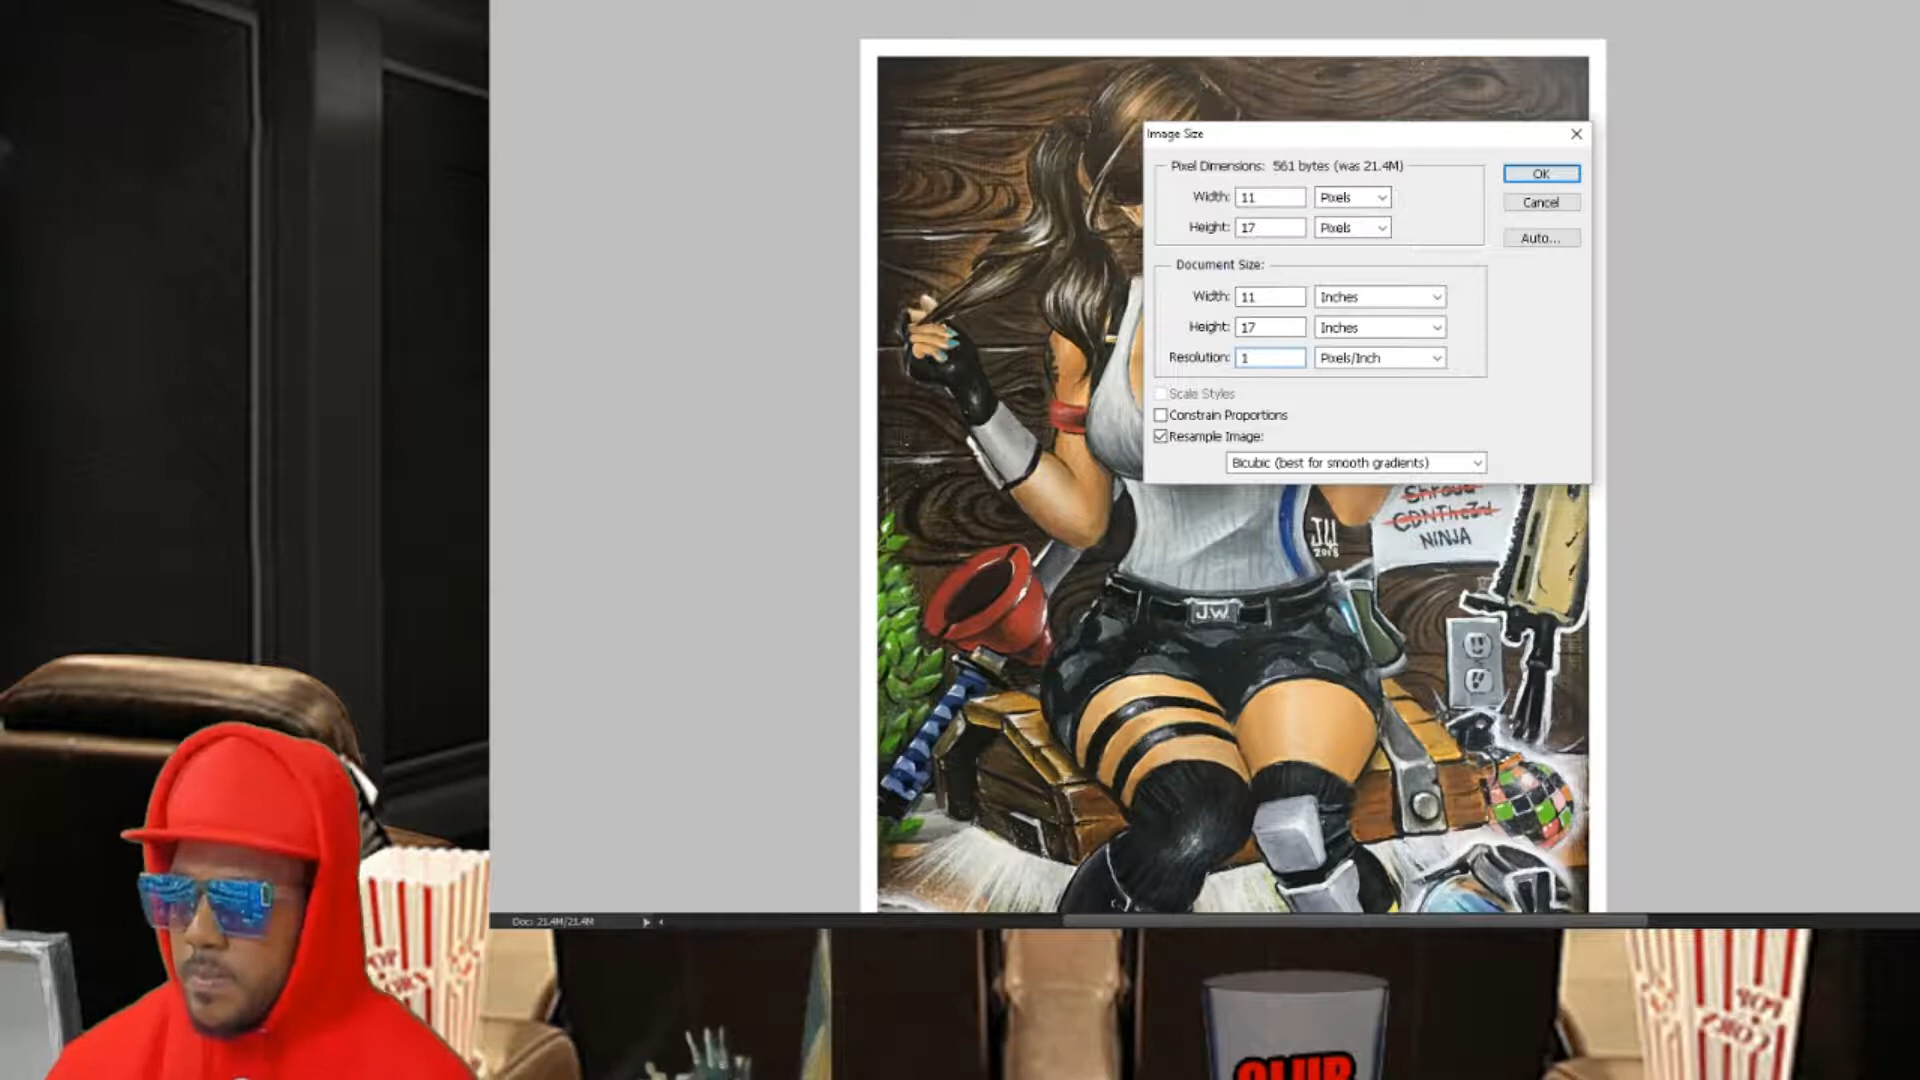 Image Size
Pixel Dimensions: 561 bytes (was 21.4M)
Width: 11 Pixels
Height: 17 Pixels
OK
Cancel
Auto...
Document Size:
Width: 11 Inches
Height: 17 Inches
Resolution: 1 Pixels/Inch
Scale Styles
Constrain Proportions
Resample Image:
Bicubic (best for smooth gradients)
Shroud
CDNThe3rd
NINJA
JW
2018
J.W.
Doc: 21.4M/21.4M
CLUB